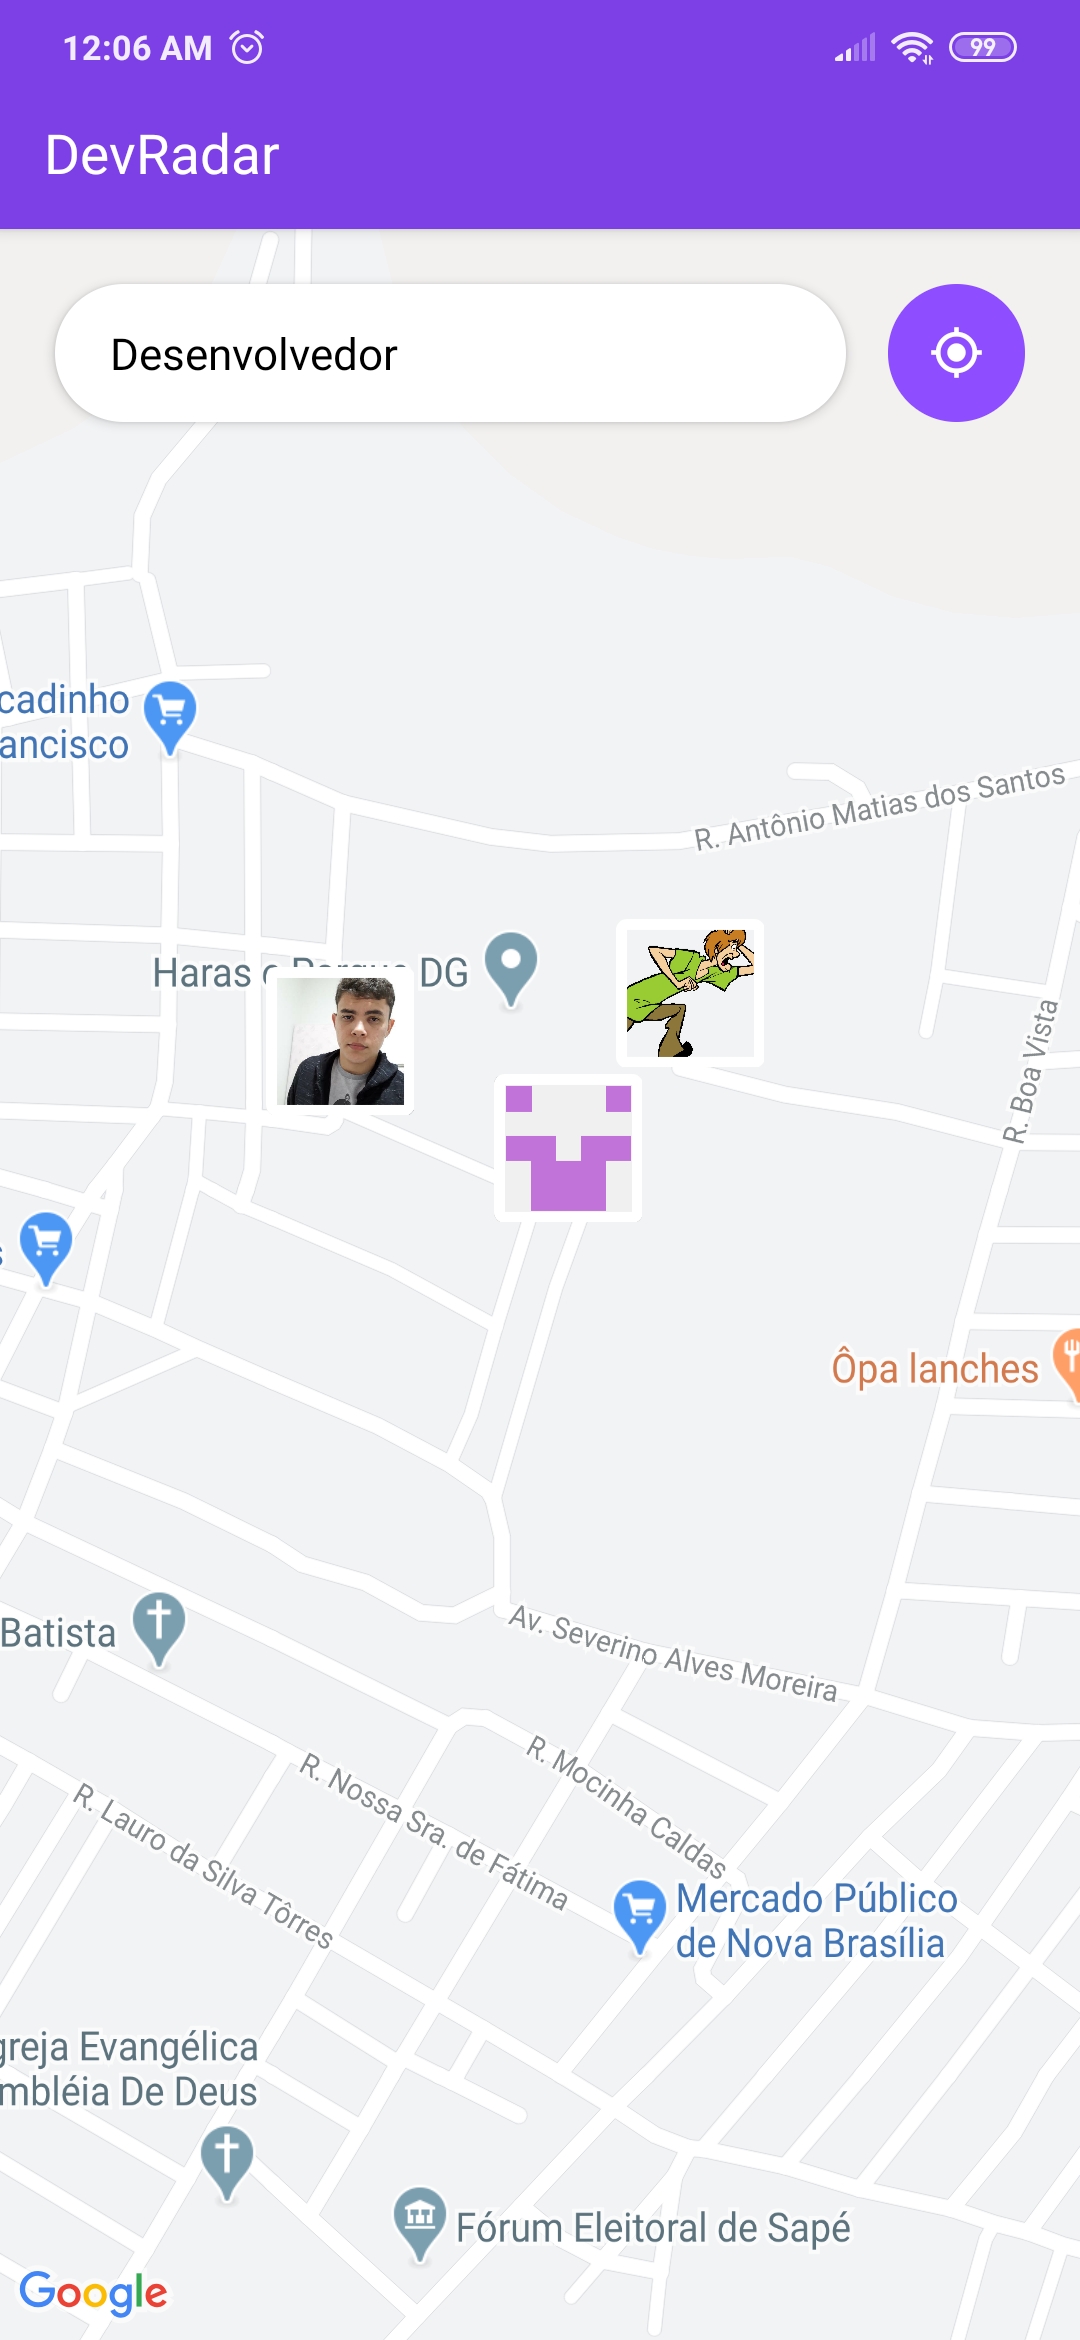 12:06 AM
99
DevRadar
Desenvolvedor
cadinho
ancisco
R. Antônio Matias dos Santos
Haras o Parque DG
R. Boa Vista
s
Ôpa lanches
Batista
Av. Severino Alves Moreira
R. Mocinha Caldas
R. Nossa Sra. de Fátima
R. Lauro da Silva Tôrres
Mercado Público
de Nova Brasília
greja Evangélica
mbléia De Deus
Fórum Eleitoral de Sapé
Google